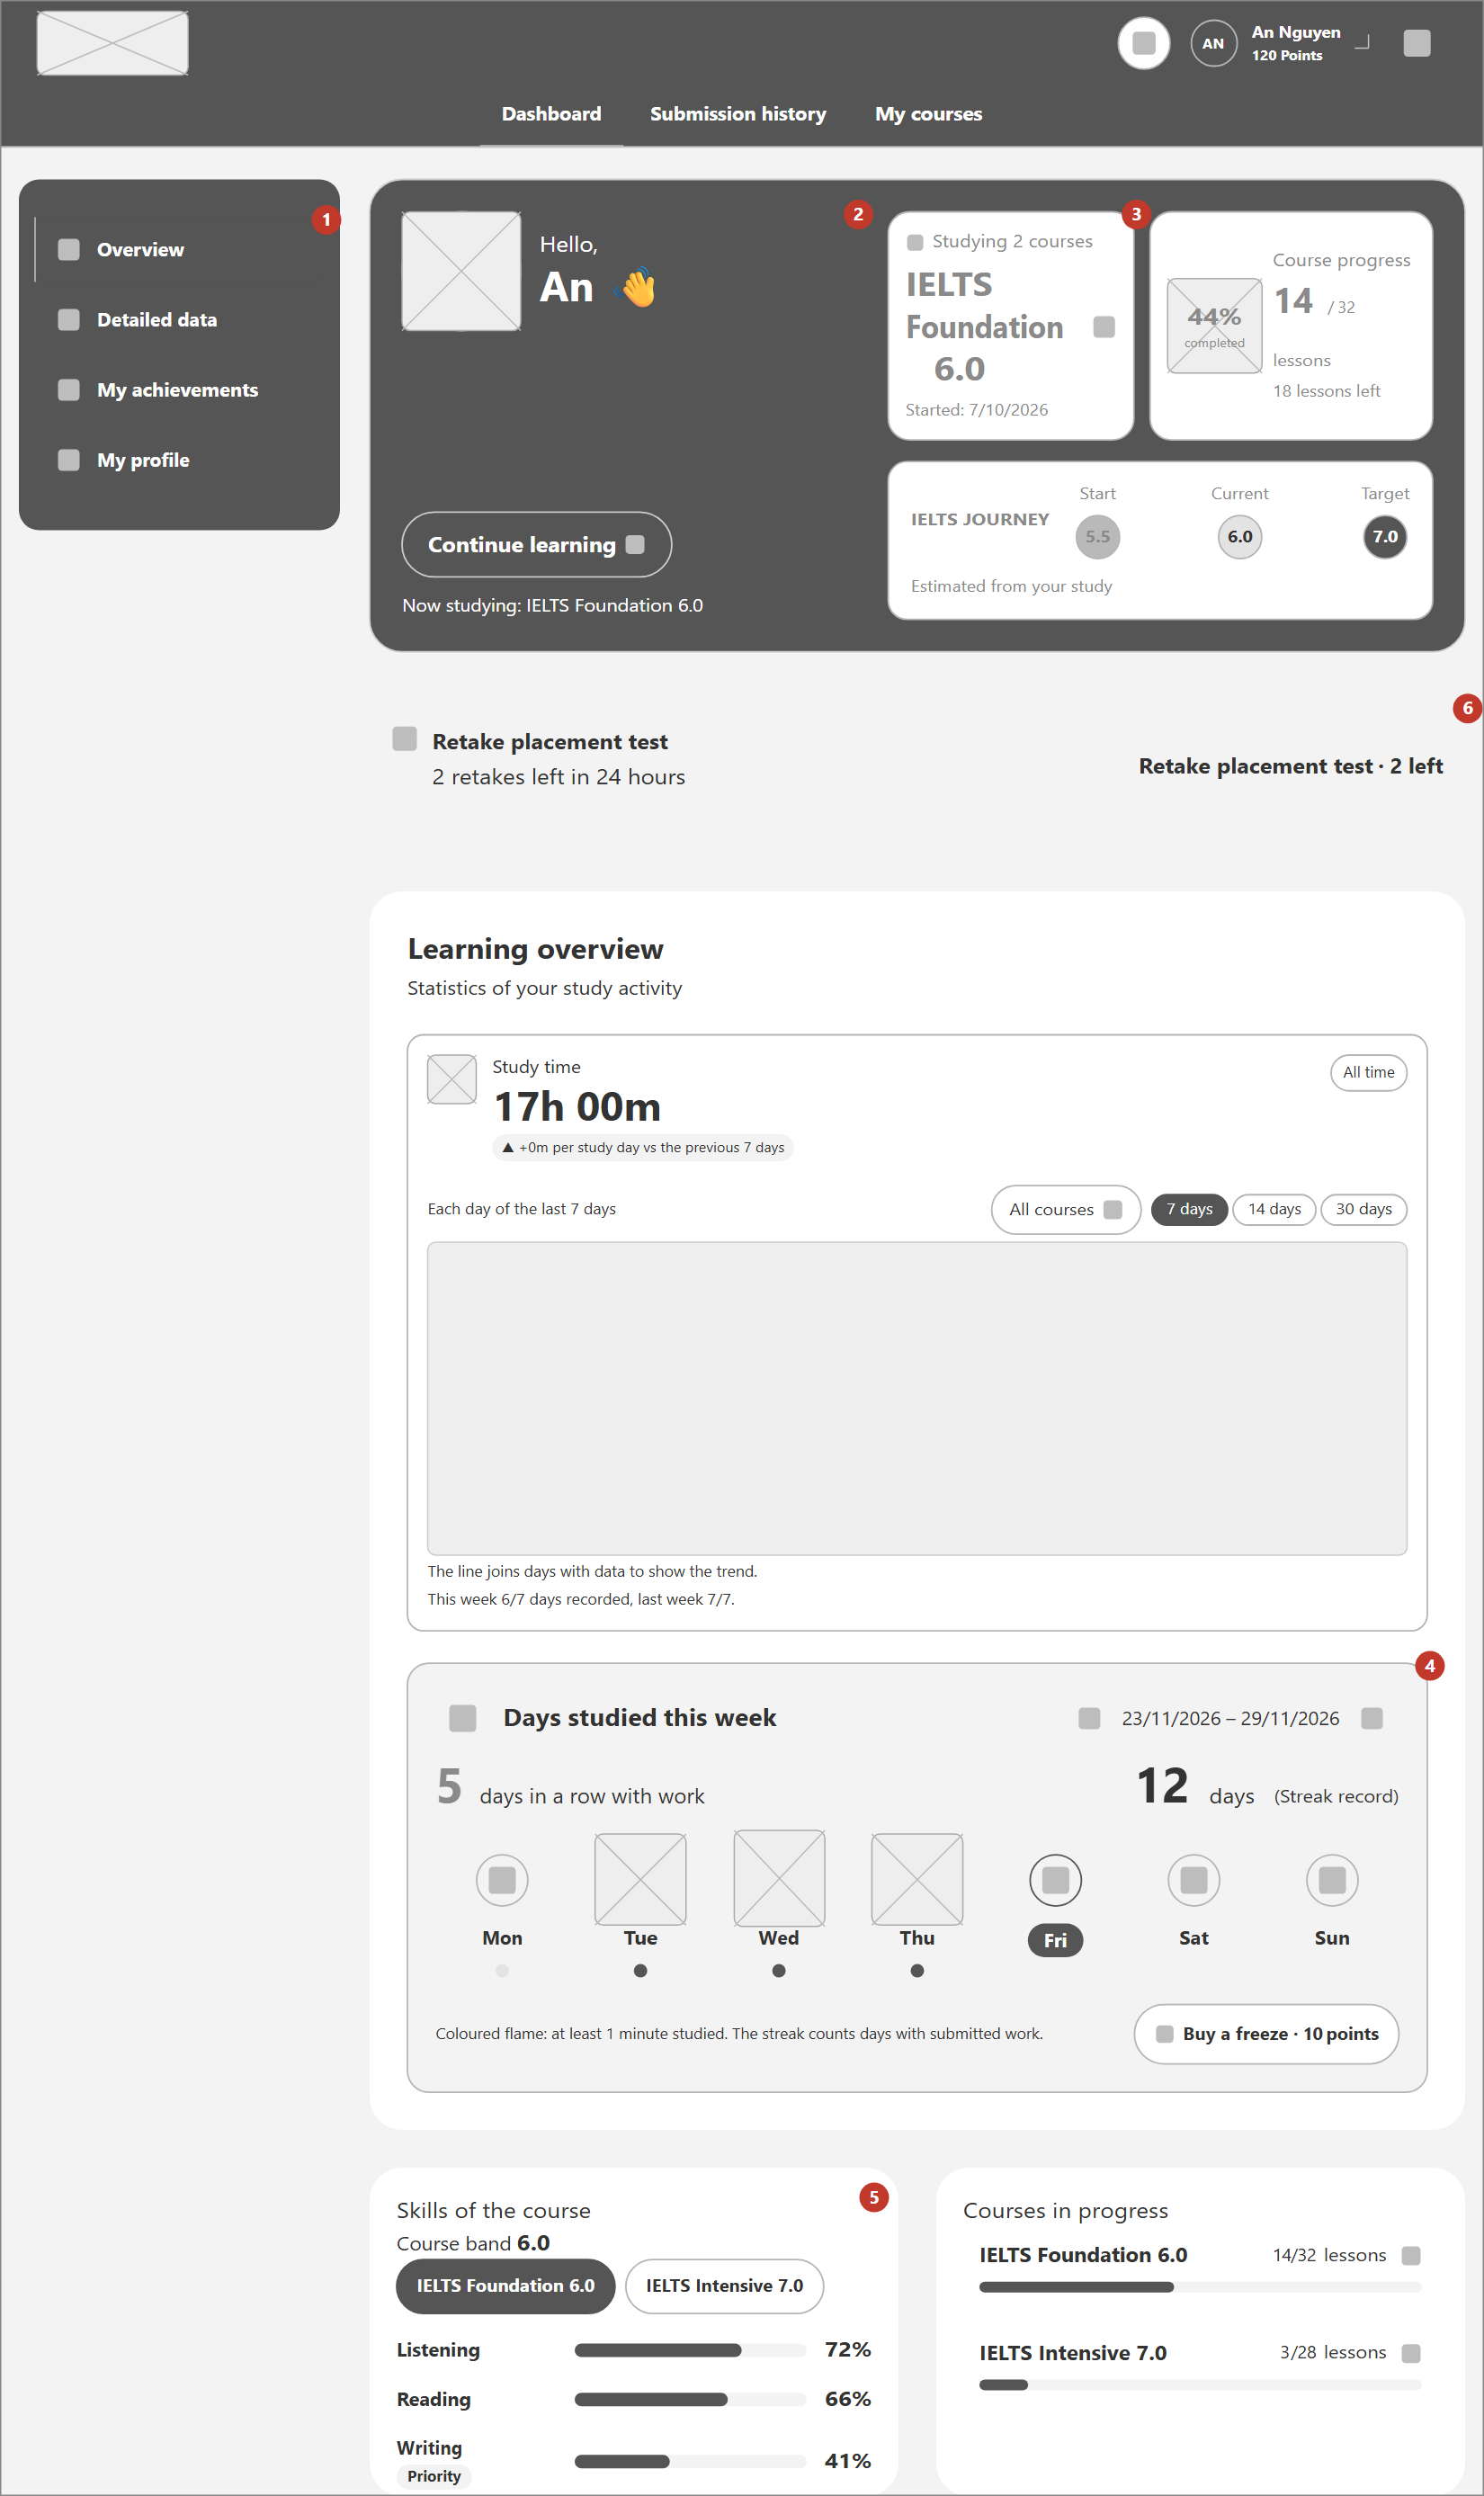 AN
An Nguyen
120 Points
Dashboard
Submission history
My courses
1
Overview
Detailed data
My achievements
My profile
2
Hello,
An 👋
Continue learning
Now studying: IELTS Foundation 6.0
3
Studying 2 courses
IELTS
Foundation
6.0
Started: 7/10/2026
44%
completed
Course progress
14 / 32
lessons
18 lessons left
IELTS JOURNEY
Start
5.5
Current
6.0
Target
7.0
Estimated from your study
6
Retake placement test
2 retakes left in 24 hours
Retake placement test · 2 left
Learning overview
Statistics of your study activity
Study time
17h 00m
▲ +0m per study day vs the previous 7 days
All time
Each day of the last 7 days
All courses
7 days
14 days
30 days
The line joins days with data to show the trend.
This week 6/7 days recorded, last week 7/7.
4
Days studied this week
23/11/2026 – 29/11/2026
5 days in a row with work
12 days (Streak record)
Mon
Tue
Wed
Thu
Fri
Sat
Sun
Coloured flame: at least 1 minute studied. The streak counts days with submitted work.
Buy a freeze · 10 points
5
Skills of the course
Course band 6.0
IELTS Foundation 6.0
IELTS Intensive 7.0
Listening
72%
Reading
66%
Writing
Priority
41%
Courses in progress
IELTS Foundation 6.0
14/32 lessons
IELTS Intensive 7.0
3/28 lessons